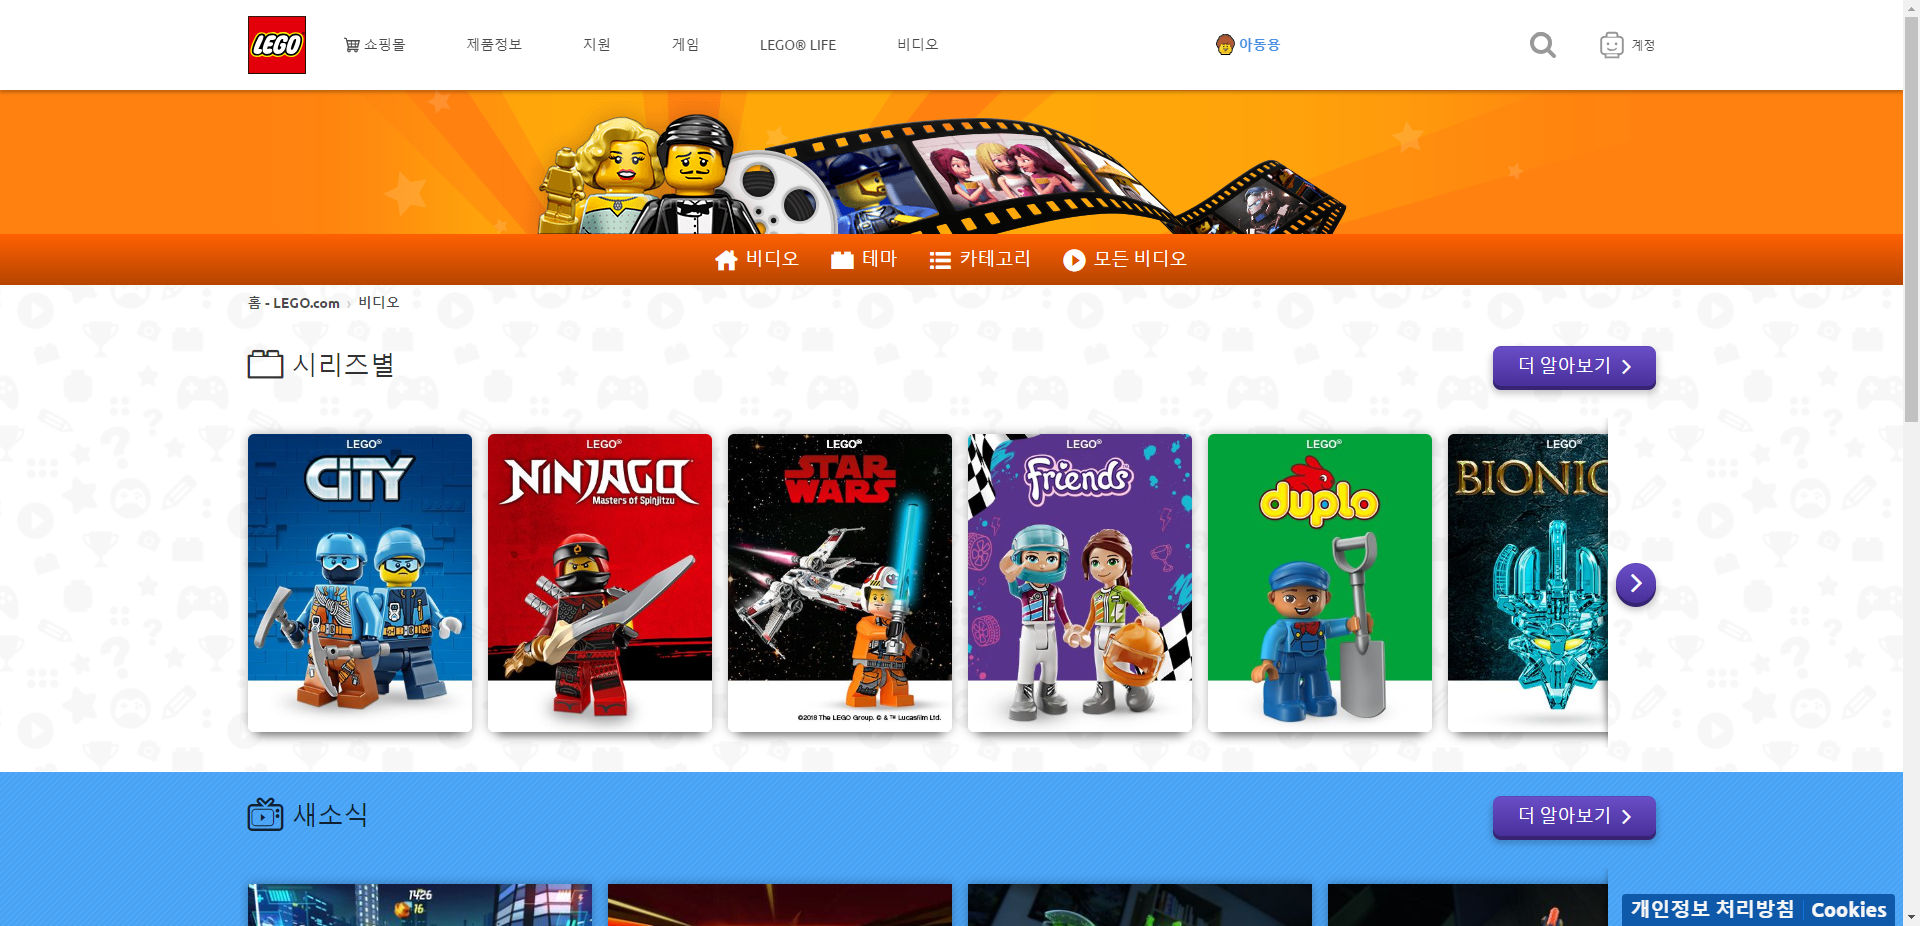 LEGO
쇼핑몰
제품정보
지원
게임
LEGO® LIFE
비디오
아동용
계정
비디오
테마
카테고리
모든 비디오
홈 - LEGO.com › 비디오
시리즈별
더 알아보기
LEGO®
CITY
LEGO®
NINJAGO
Masters of Spinjitzu
LEGO®
STAR WARS
©2018 The LEGO Group. © & ™ Lucasfilm Ltd.
LEGO®
Friends
LEGO®
duplo
LEGO®
BIONIC
새소식
더 알아보기
1426
16
개인정보 처리방침
Cookies